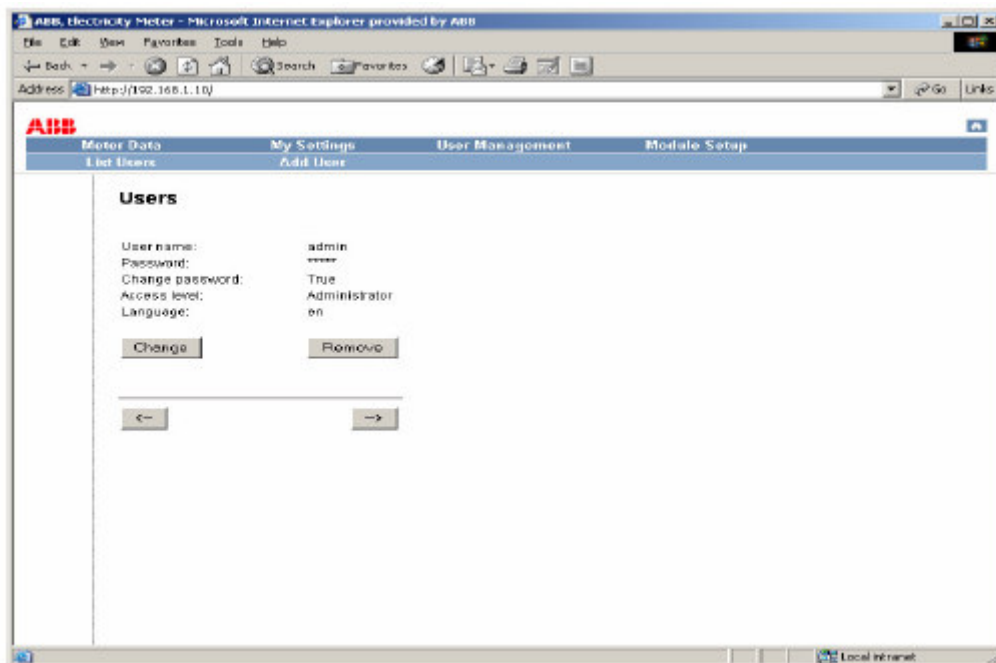 ABB, Electricity Meter - Microsoft Internet Explorer provided by ABB
File Edit View Favorites Tools Help
Back Search Favorites
Address http://192.168.1.10/ Go Links
ABB
Meter Data My Settings User Management Module Setup
List Users Add User
Users
User name: admin
Password: *****
Change password: True
Access level: Administrator
Language: en
Change Remove
<-- -->
Local intranet